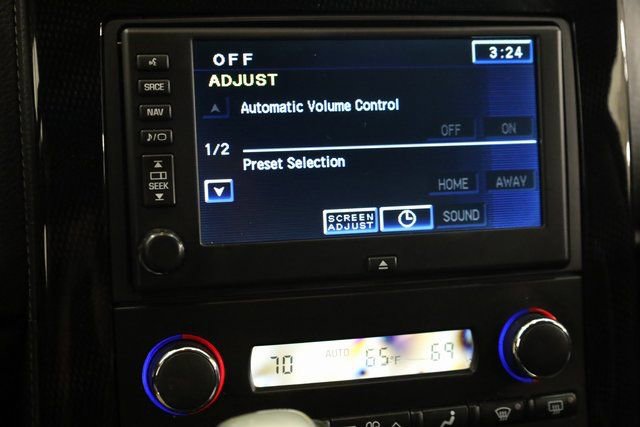 OFF
3:24
ADJUST
Automatic Volume Control
OFF ON
1/2
Preset Selection
HOME AWAY
SCREEN ADJUST
SOUND
SRCE
NAV
SEEK
70 AUTO 65°F 69